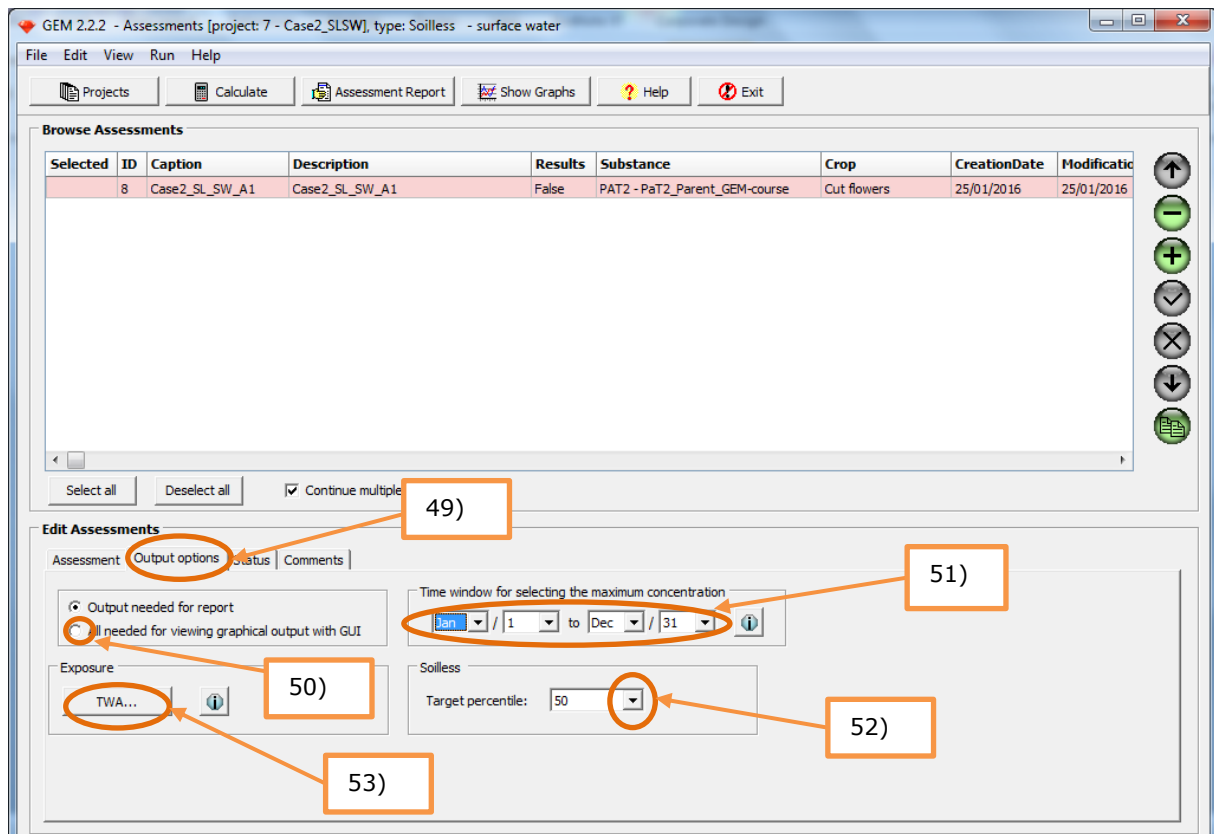 GEM 2.2.2 - Assessments [project: 7 - Case2_SLSW], type: Soilless - surface water
File Edit View Run Help
Projects Calculate Assessment Report Show Graphs Help Exit
Browse Assessments
Selected ID Caption Description Results Substance Crop CreationDate Modificatic
8 Case2_SL_SW_A1 Case2_SL_SW_A1 False PAT2 - PaT2_Parent_GEM-course Cut flowers 25/01/2016 25/01/2016
Select all Deselect all Continue multiple
49)
Edit Assessments
Assessment Output options Status Comments
51)
Output needed for report
All needed for viewing graphical output with GUI
Time window for selecting the maximum concentration
Jan / 1 to Dec / 31
Exposure
TWA...
50)
Soilless
Target percentile: 50
52)
53)